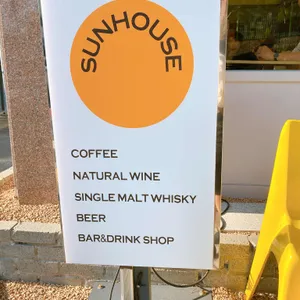 SUNHOUSE
COFFEE
NATURAL WINE
SINGLE MALT WHISKY
BEER
BAR&DRINK SHOP